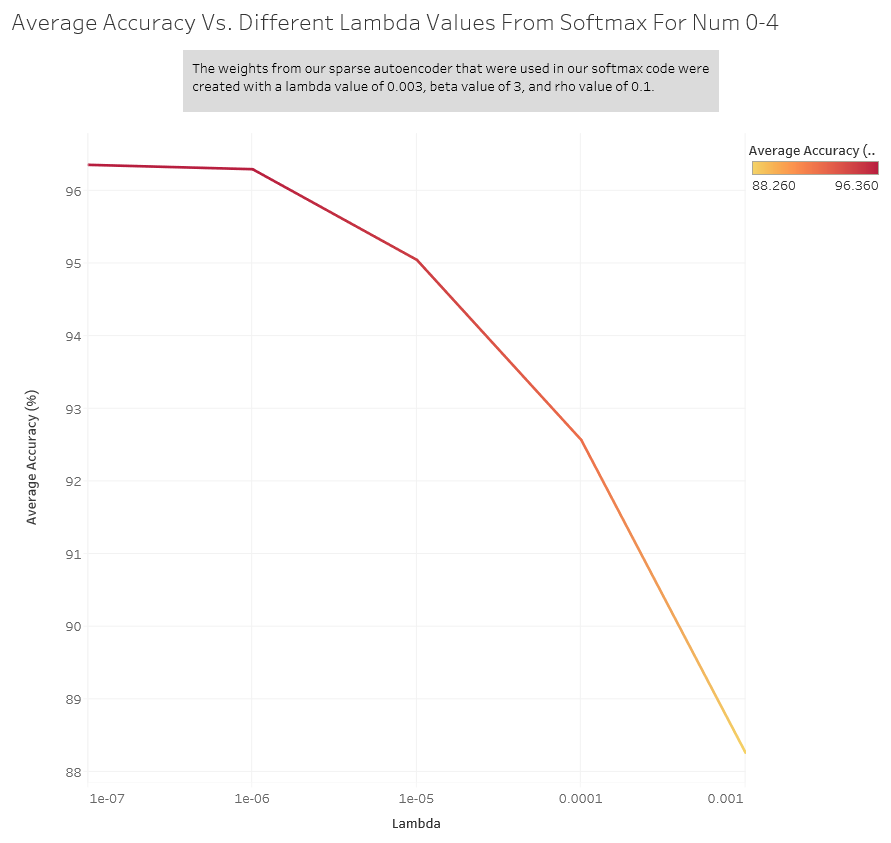 Average Accuracy Vs. Different Lambda Values From Softmax For Num 0-4
The weights from our sparse autoencoder that were used in our softmax code were
created with a lambda value of 0.003, beta value of 3, and rho value of 0.1.
Average Accuracy (..
88.260 96.360
96
95
94
93
92
91
90
89
88
Average Accuracy (%)
1e-07 1e-06 1e-05 0.0001 0.001
Lambda